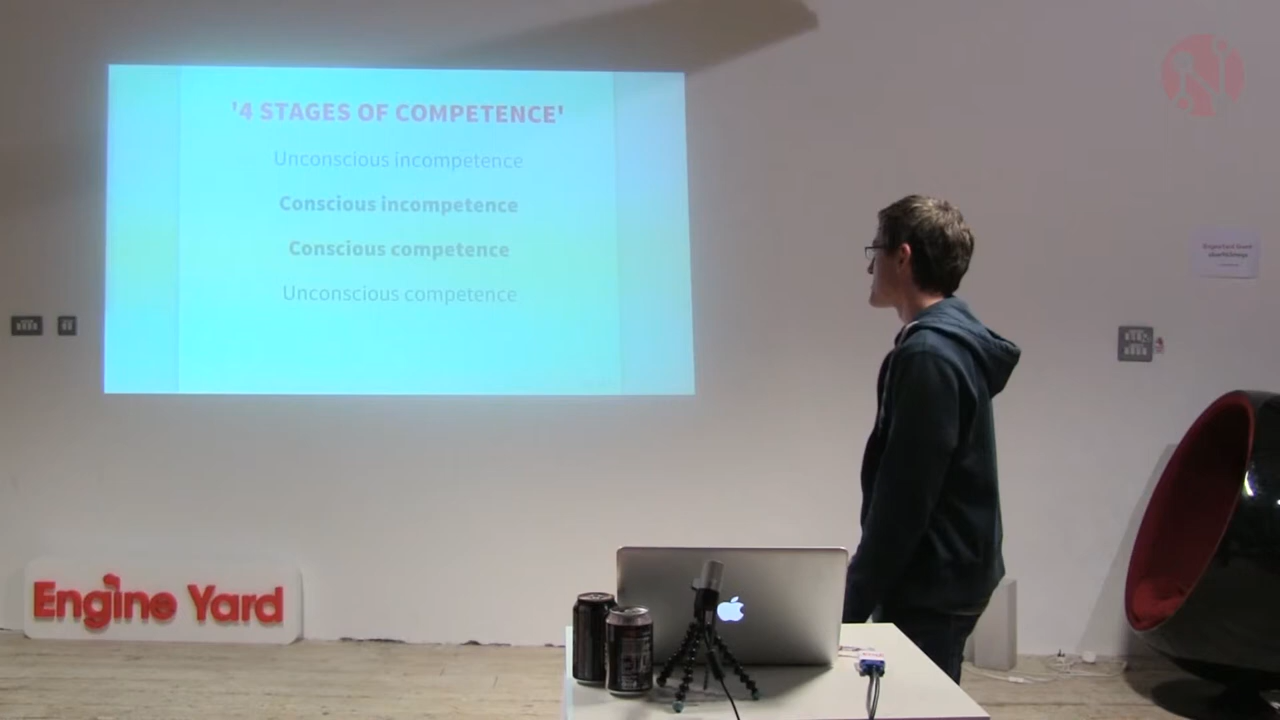 '4 STAGES OF COMPETENCE'
Unconscious incompetence
Conscious incompetence
Conscious competence
Unconscious competence
Engine Yard